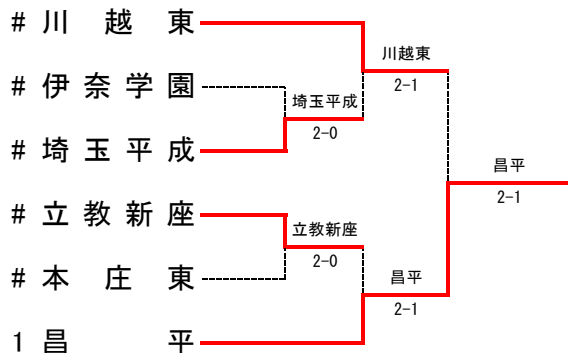 # 川越東
# 伊奈学園
# 埼玉平成
# 立教新座
# 本庄東
1 昌平
埼玉平成
2-0
立教新座
2-0
川越東
2-1
昌平
2-1
昌平
2-1